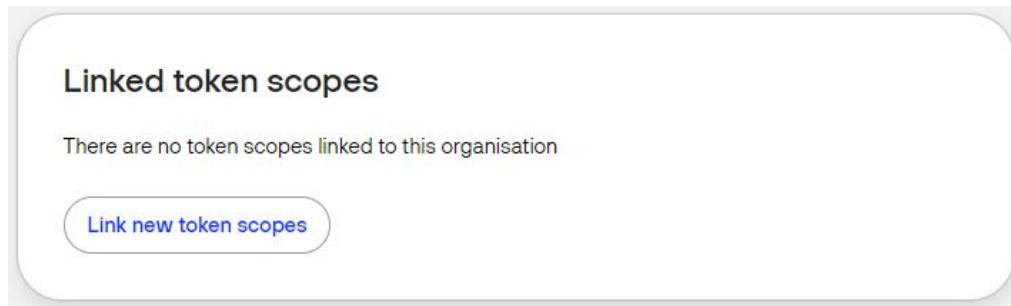 Linked token scopes
There are no token scopes linked to this organisation
Link new token scopes